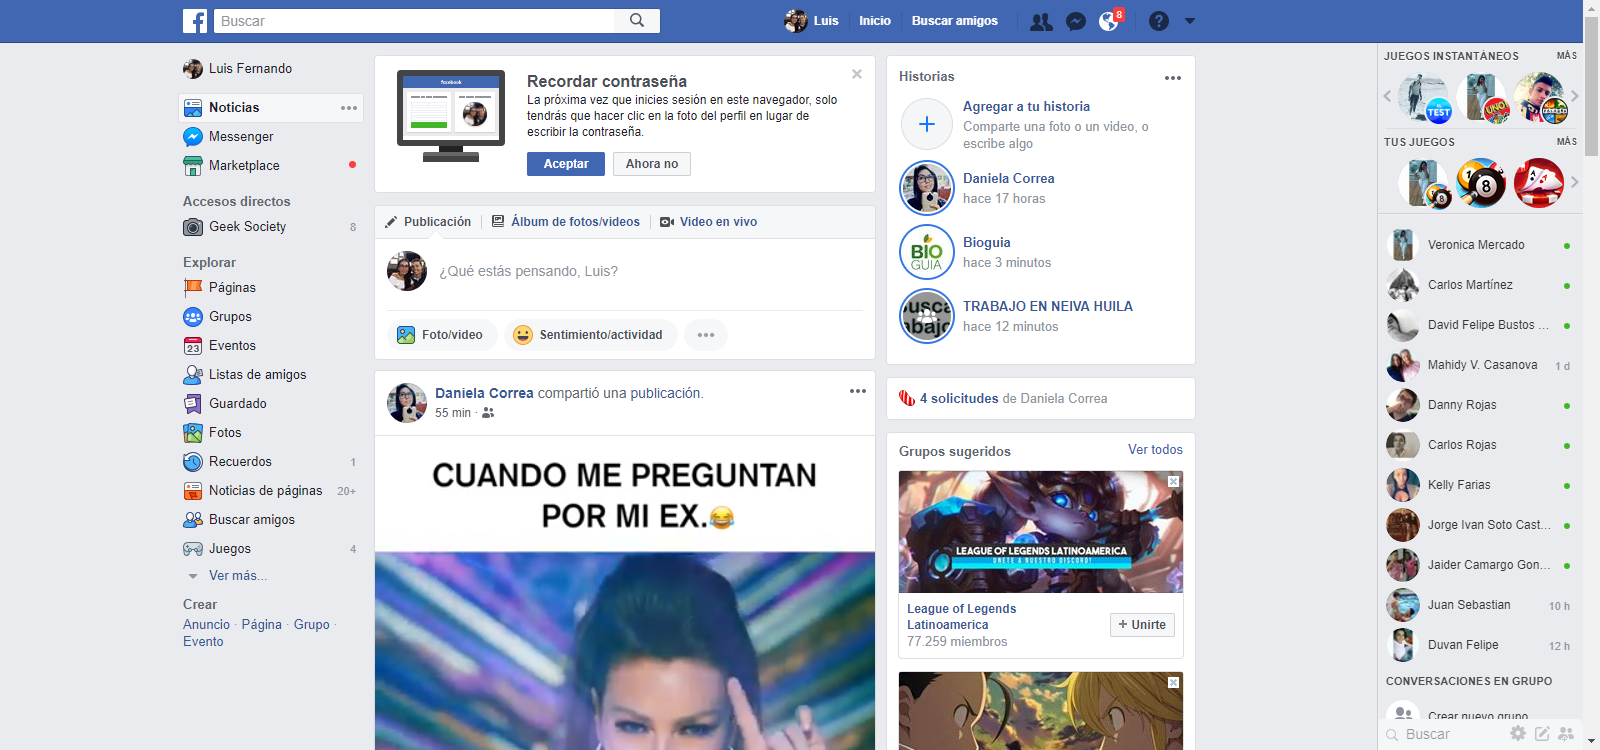 Buscar
Luis
Inicio
Buscar amigos
8
Luis Fernando
Noticias
Messenger
Marketplace
Accesos directos
Geek Society 8
Explorar
Páginas
Grupos
23
Eventos
Listas de amigos
Guardado
Fotos
Recuerdos 1
Noticias de páginas 20+
Buscar amigos
Juegos 4
Ver más...
Crear
Anuncio · Página · Grupo ·
Evento
facebook
Recordar contraseña
La próxima vez que inicies sesión en este navegador, solo
tendrás que hacer clic en la foto del perfil en lugar de
escribir la contraseña.
Aceptar
Ahora no
Publicación
Álbum de fotos/videos
Video en vivo
¿Qué estás pensando, Luis?
Foto/video
Sentimiento/actividad
Daniela Correa compartió una publicación.
55 min ·
CUANDO ME PREGUNTAN
POR MI EX.😂
Historias
Agregar a tu historia
Comparte una foto o un video, o
escribe algo
Daniela Correa
hace 17 horas
BIO
GUIA
Bioguia
hace 3 minutos
TRABAJO EN NEIVA HUILA
hace 12 minutos
4 solicitudes de Daniela Correa
Grupos sugeridos
Ver todos
LEAGUE OF LEGENDS LATINOAMERICA
UNETE A NUESTRO DISCORD!
League of Legends
Latinoamerica
77.259 miembros
+ Unirte
JUEGOS INSTANTÁNEOS
MÁS
TEST
UNO
TUS JUEGOS
MÁS
8
8
Veronica Mercado
Carlos Martínez
David Felipe Bustos ...
Mahidy V. Casanova 1 d
Danny Rojas
Carlos Rojas
Kelly Farias
Jorge Ivan Soto Cast...
Jaider Camargo Gon...
Juan Sebastian 10 h
Duvan Felipe 12 h
CONVERSACIONES EN GRUPO
Crear nuevo grupo
Buscar